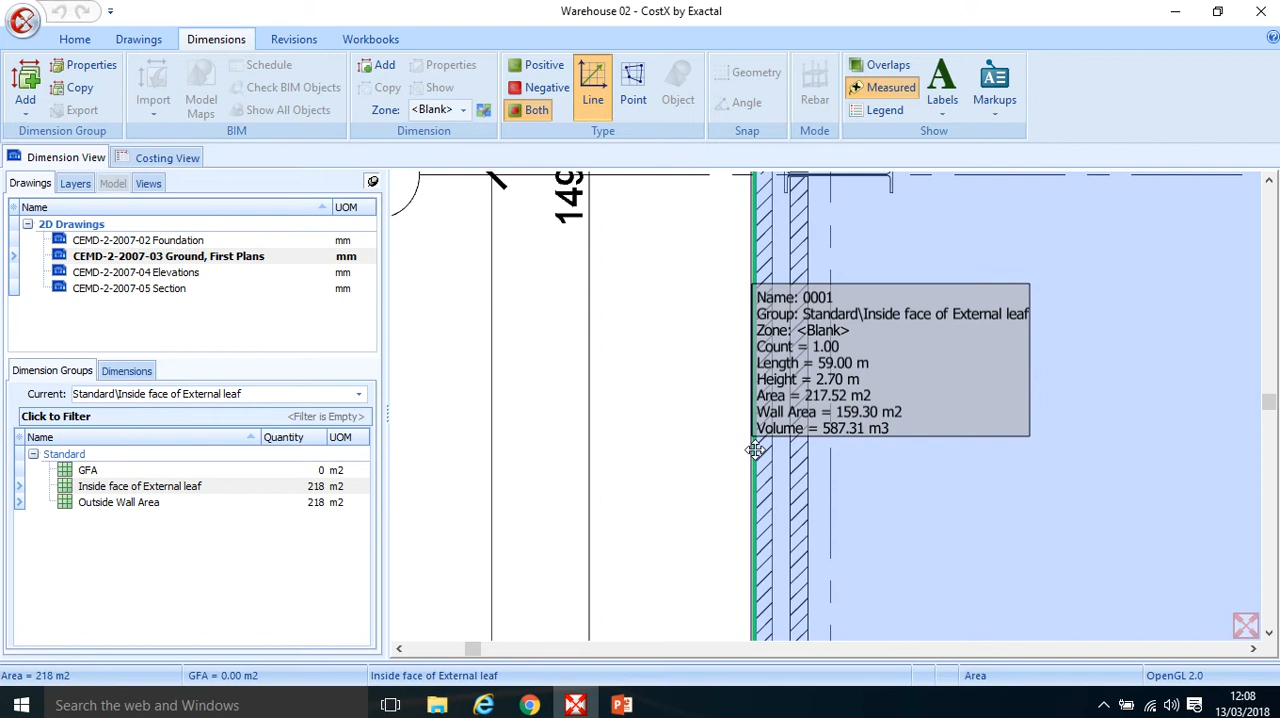 Warehouse 02 - CostX by Exactal
Home
Drawings
Dimensions
Revisions
Workbooks
Add
Properties
Copy
Export
Dimension Group
Import
Model Maps
Schedule
Check BIM Objects
Show All Objects
BIM
Add
Properties
Copy
Show
Zone: <Blank>
Dimension
Positive
Negative
Both
Line
Point
Object
Type
Geometry
Angle
Snap
Rebar
Mode
Overlaps
Measured
Legend
Labels
Markups
Show
Dimension View
Costing View
Drawings
Layers
Model
Views
Name UOM
2D Drawings
CEMD-2-2007-02 Foundation mm
CEMD-2-2007-03 Ground, First Plans mm
CEMD-2-2007-04 Elevations mm
CEMD-2-2007-05 Section mm
Dimension Groups
Dimensions
Current: Standard\Inside face of External leaf
Click to Filter <Filter is Empty>
Name Quantity UOM
Standard
GFA 0 m2
Inside face of External leaf 218 m2
Outside Wall Area 218 m2
149
Name: 0001
Group: Standard\Inside face of External leaf
Zone: <Blank>
Count = 1.00
Length = 59.00 m
Height = 2.70 m
Area = 217.52 m2
Wall Area = 159.30 m2
Volume = 587.31 m3
Area = 218 m2
GFA = 0.00 m2
Inside face of External leaf
Area
OpenGL 2.0
Search the web and Windows
12:08
13/03/2018